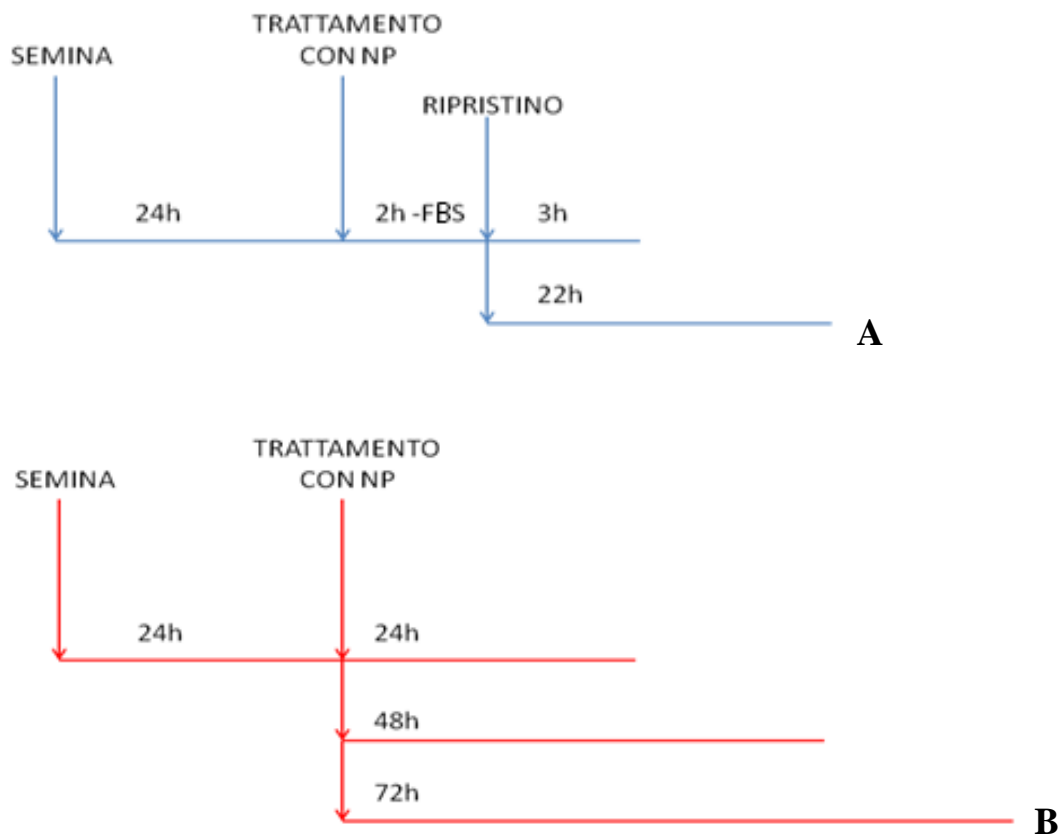 TRATTAMENTO
SEMINA CON NP
RIPRISTINO
24h 2h -FBS 3h
22h
A
TRATTAMENTO
SEMINA CON NP
24h 24h
48h
72h
B